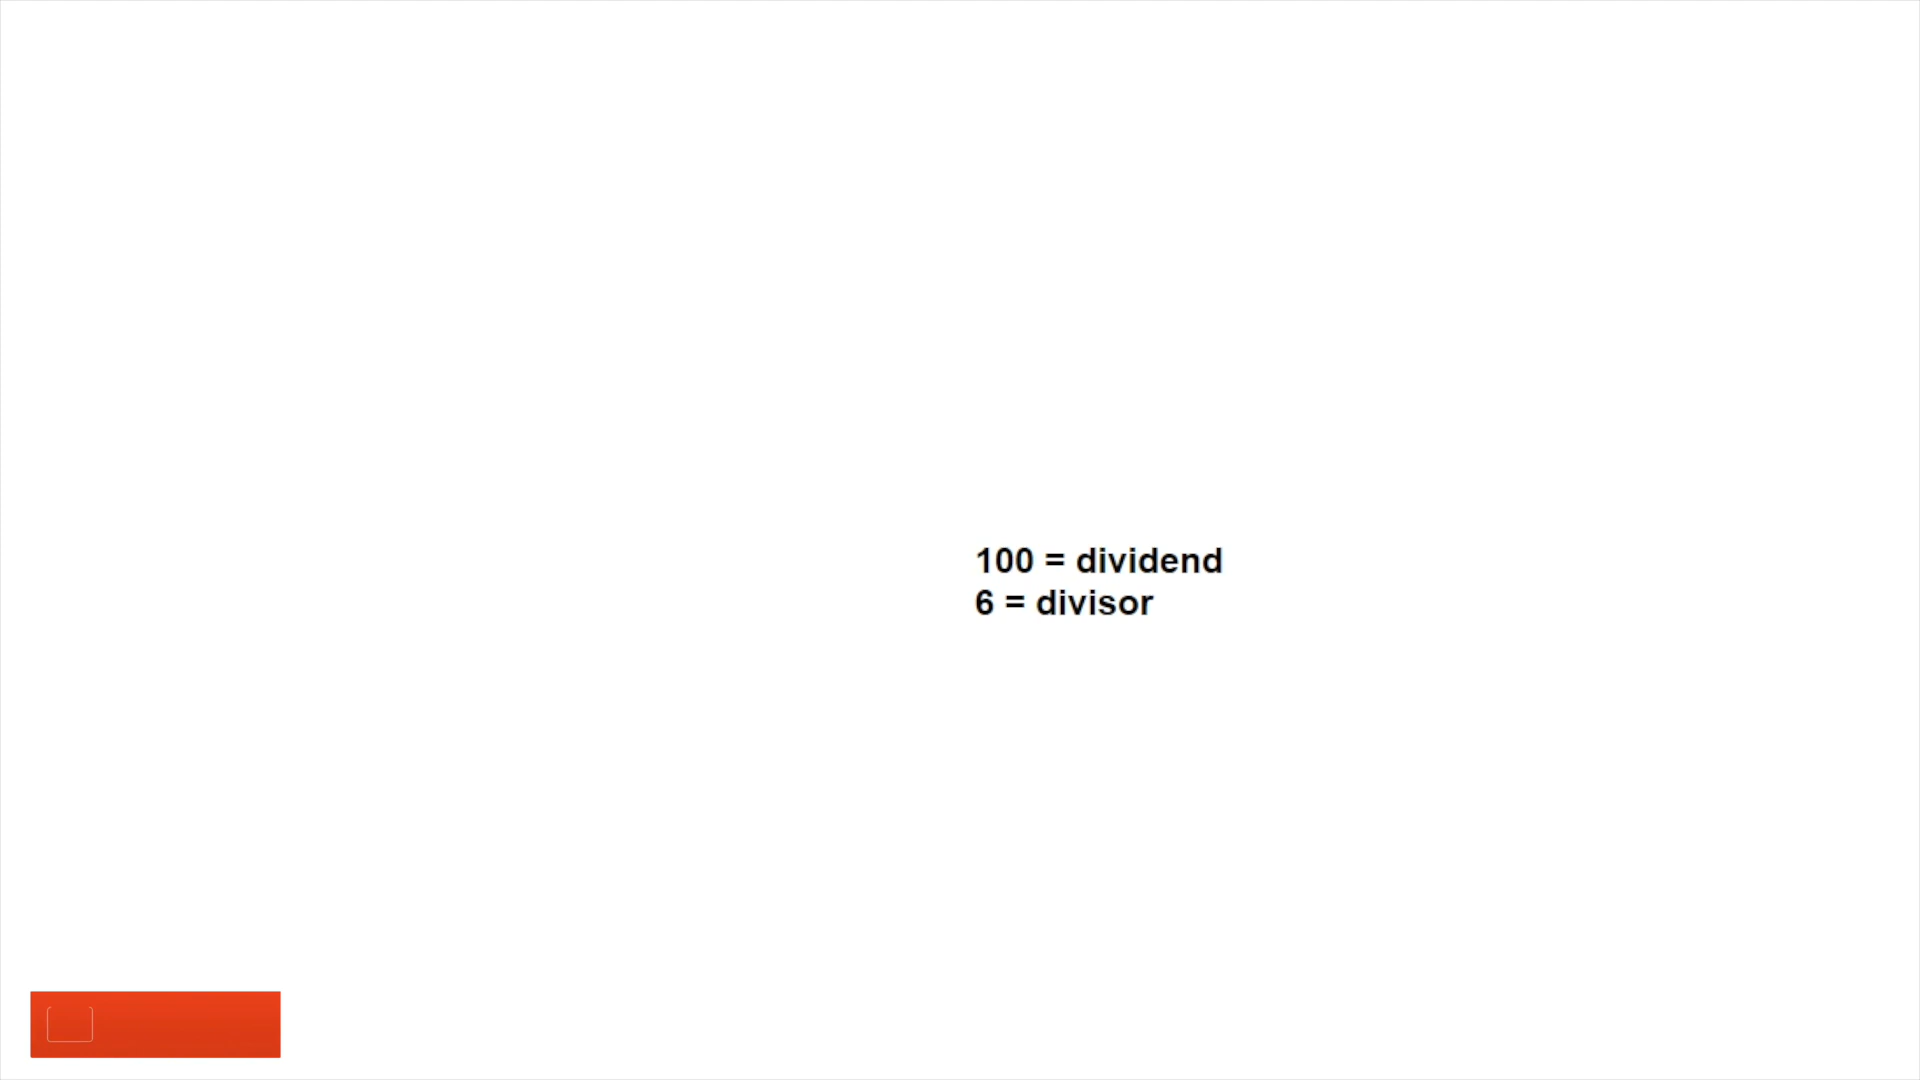 100 = dividend
6 = divisor